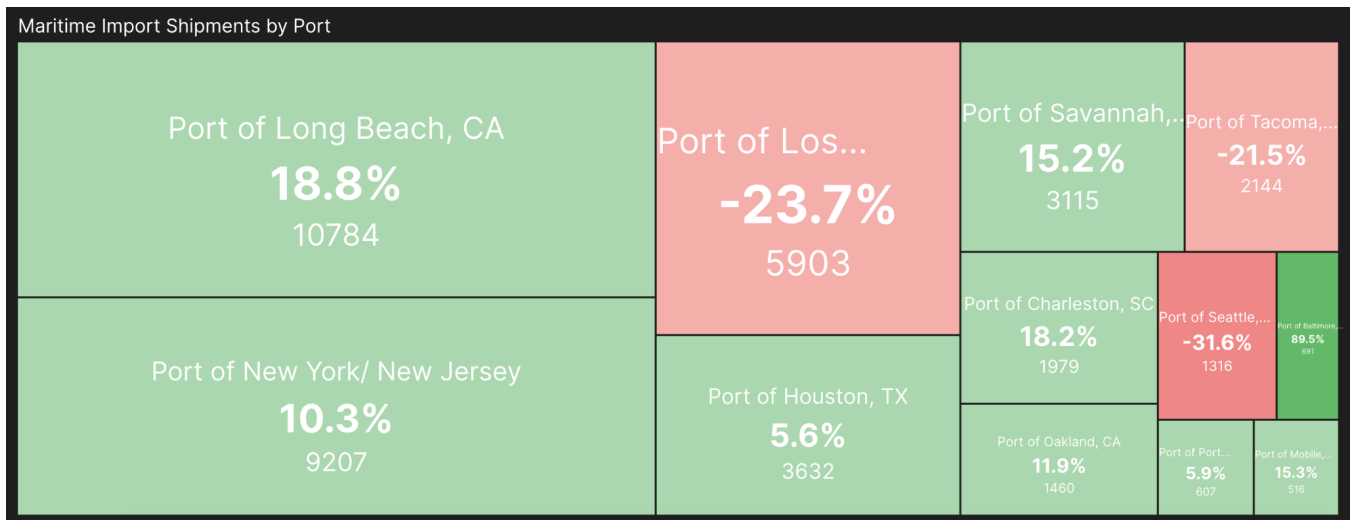 Maritime Import Shipments by Port
Port of Long Beach, CA
18.8%
10784
Port of New York/ New Jersey
10.3%
9207
Port of Los...
-23.7%
5903
Port of Houston, TX
5.6%
3632
Port of Savannah,...
15.2%
3115
Port of Tacoma,...
-21.5%
2144
Port of Charleston, SC
18.2%
1979
Port of Oakland, CA
11.9%
1460
Port of Seattle,...
-31.6%
1316
Port of Baltimore,...
89.5%
691
Port of Port...
5.9%
607
Port of Mobile,...
15.3%
516